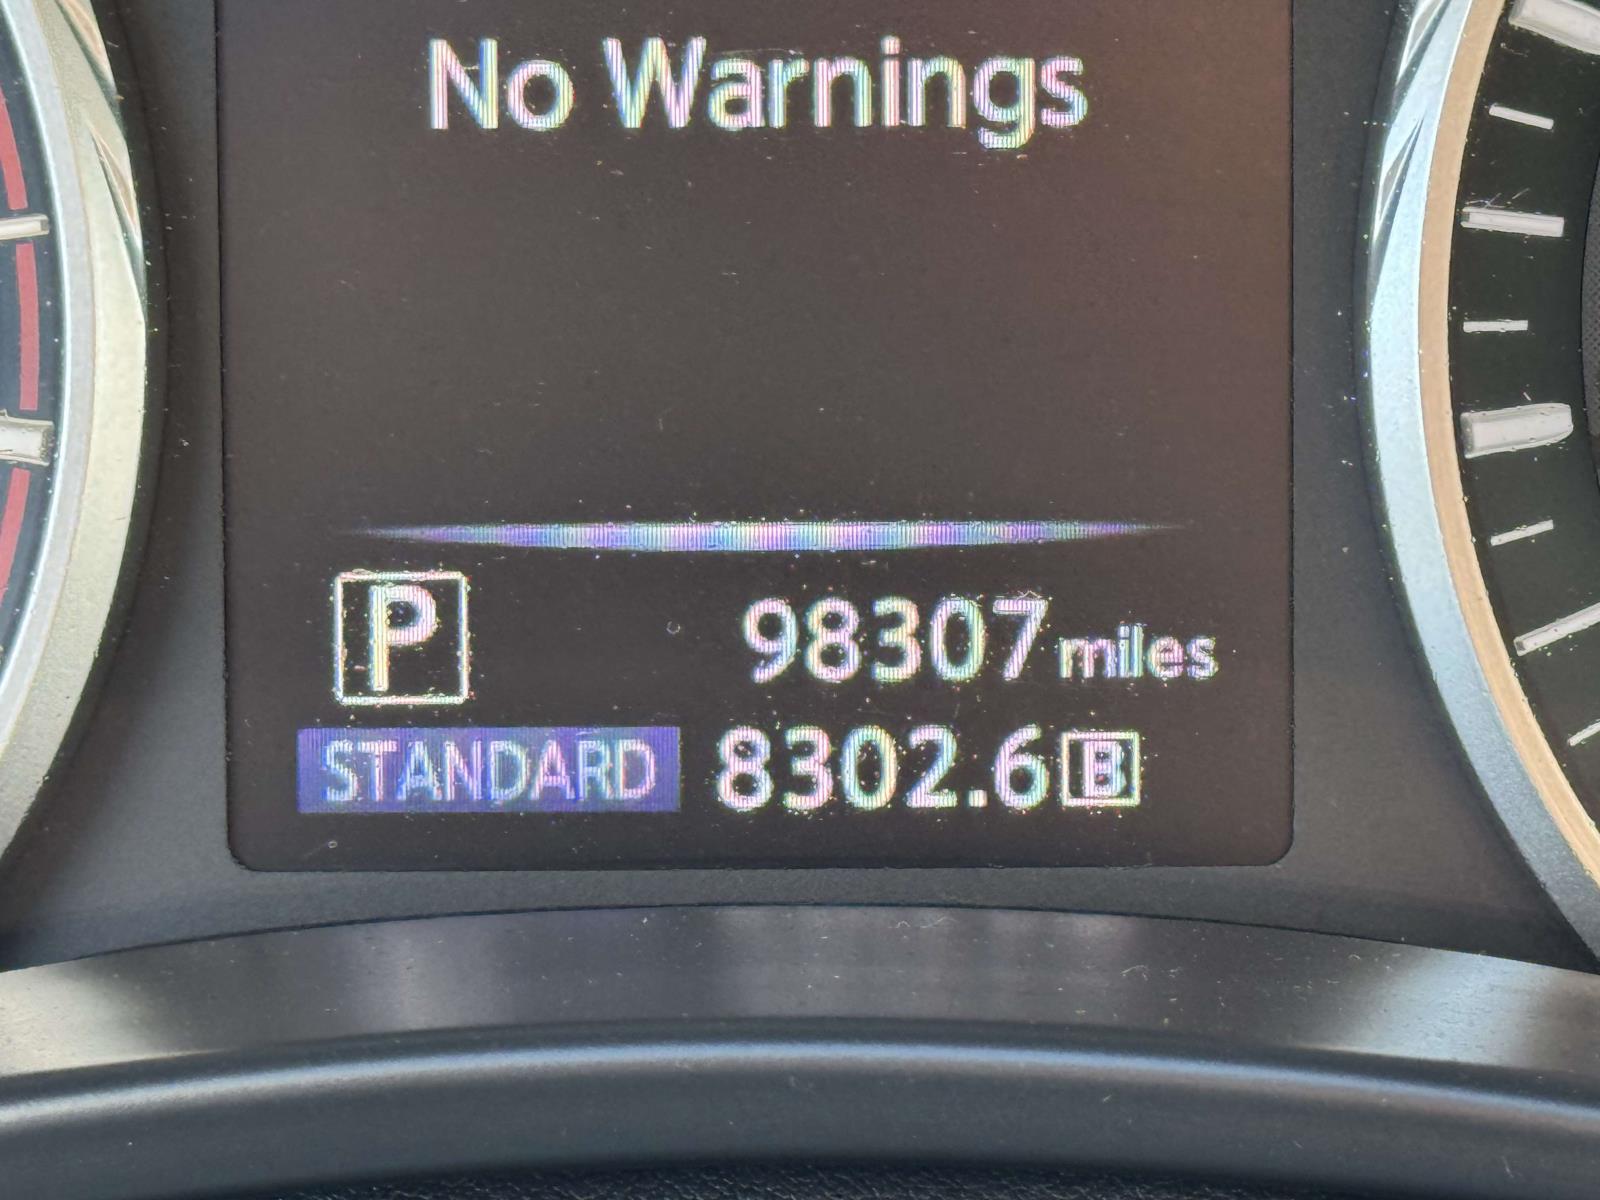 No Warnings
P 98307 miles
STANDARD 8302.6 B